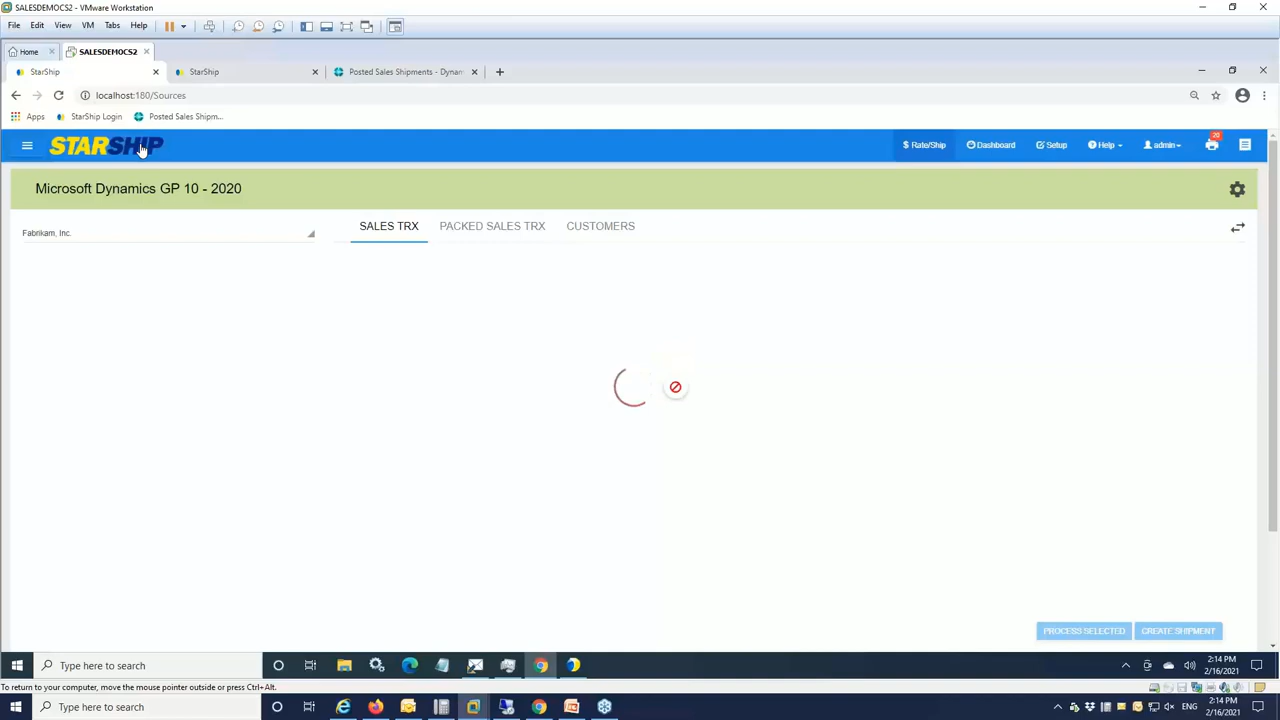 SALESDEMOCS2 - VMware Workstation
File Edit View VM Tabs Help
Home SALESDEMOCS2
StarShip StarShip Posted Sales Shipments - Dynam
localhost:180/Sources
Apps StarShip Login Posted Sales Shipm...
STARSHIP $ Rate/Ship Dashboard Setup Help admin 20
Microsoft Dynamics GP 10 - 2020
Fabrikam, Inc. SALES TRX PACKED SALES TRX CUSTOMERS
PROCESS SELECTED CREATE SHIPMENT
Type here to search 2:14 PM
2/16/2021
To return to your computer, move the mouse pointer outside or press Ctrl+Alt.
Type here to search ENG 2:14 PM
2/16/2021